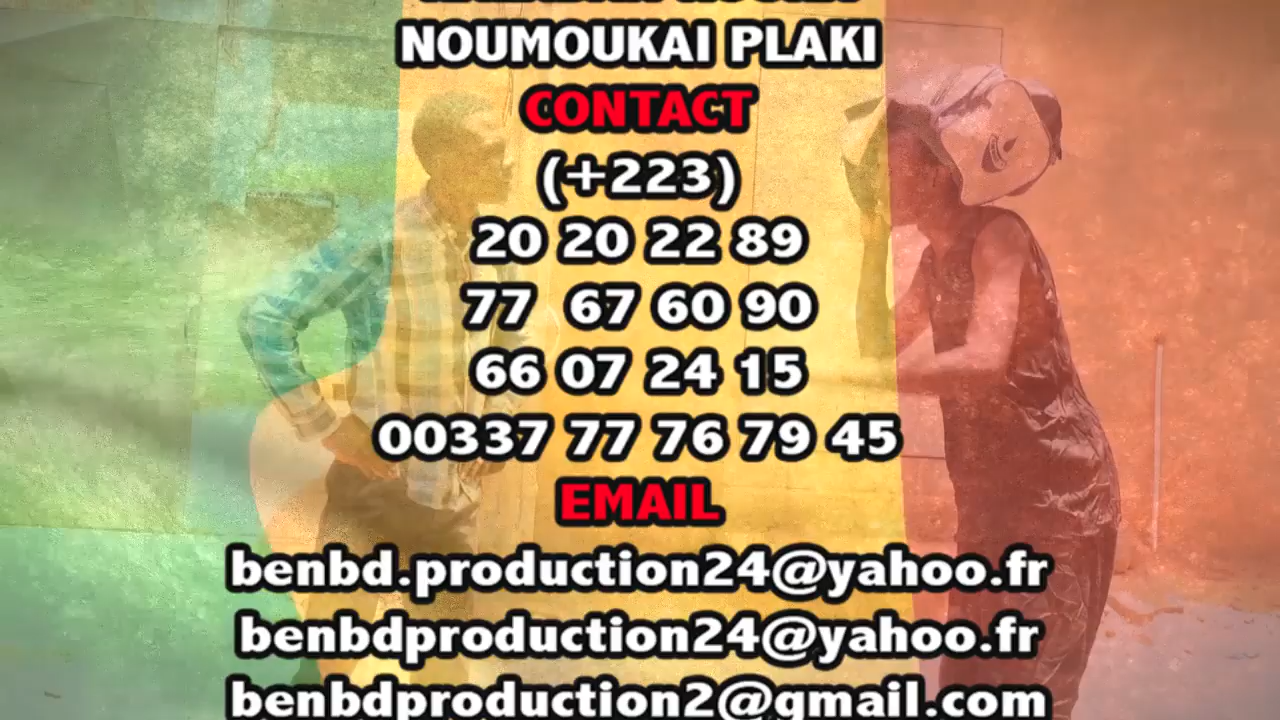 NOUMOUKAI PLAKI
CONTACT
(+223)
20 20 22 89
77 67 60 90
66 07 24 15
00337 77 76 79 45
EMAIL
benbd.production24@yahoo.fr
benbdproduction24@yahoo.fr
benbdproduction2@gmail.com